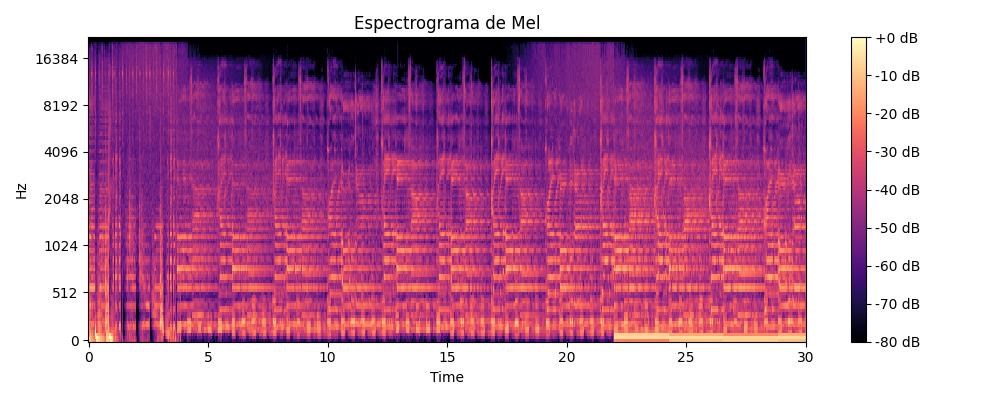 Espectrograma de Mel
Hz
16384
8192
4096
2048
1024
512
0
0 5 10 15 20 25 30
Time
+0 dB
-10 dB
-20 dB
-30 dB
-40 dB
-50 dB
-60 dB
-70 dB
-80 dB